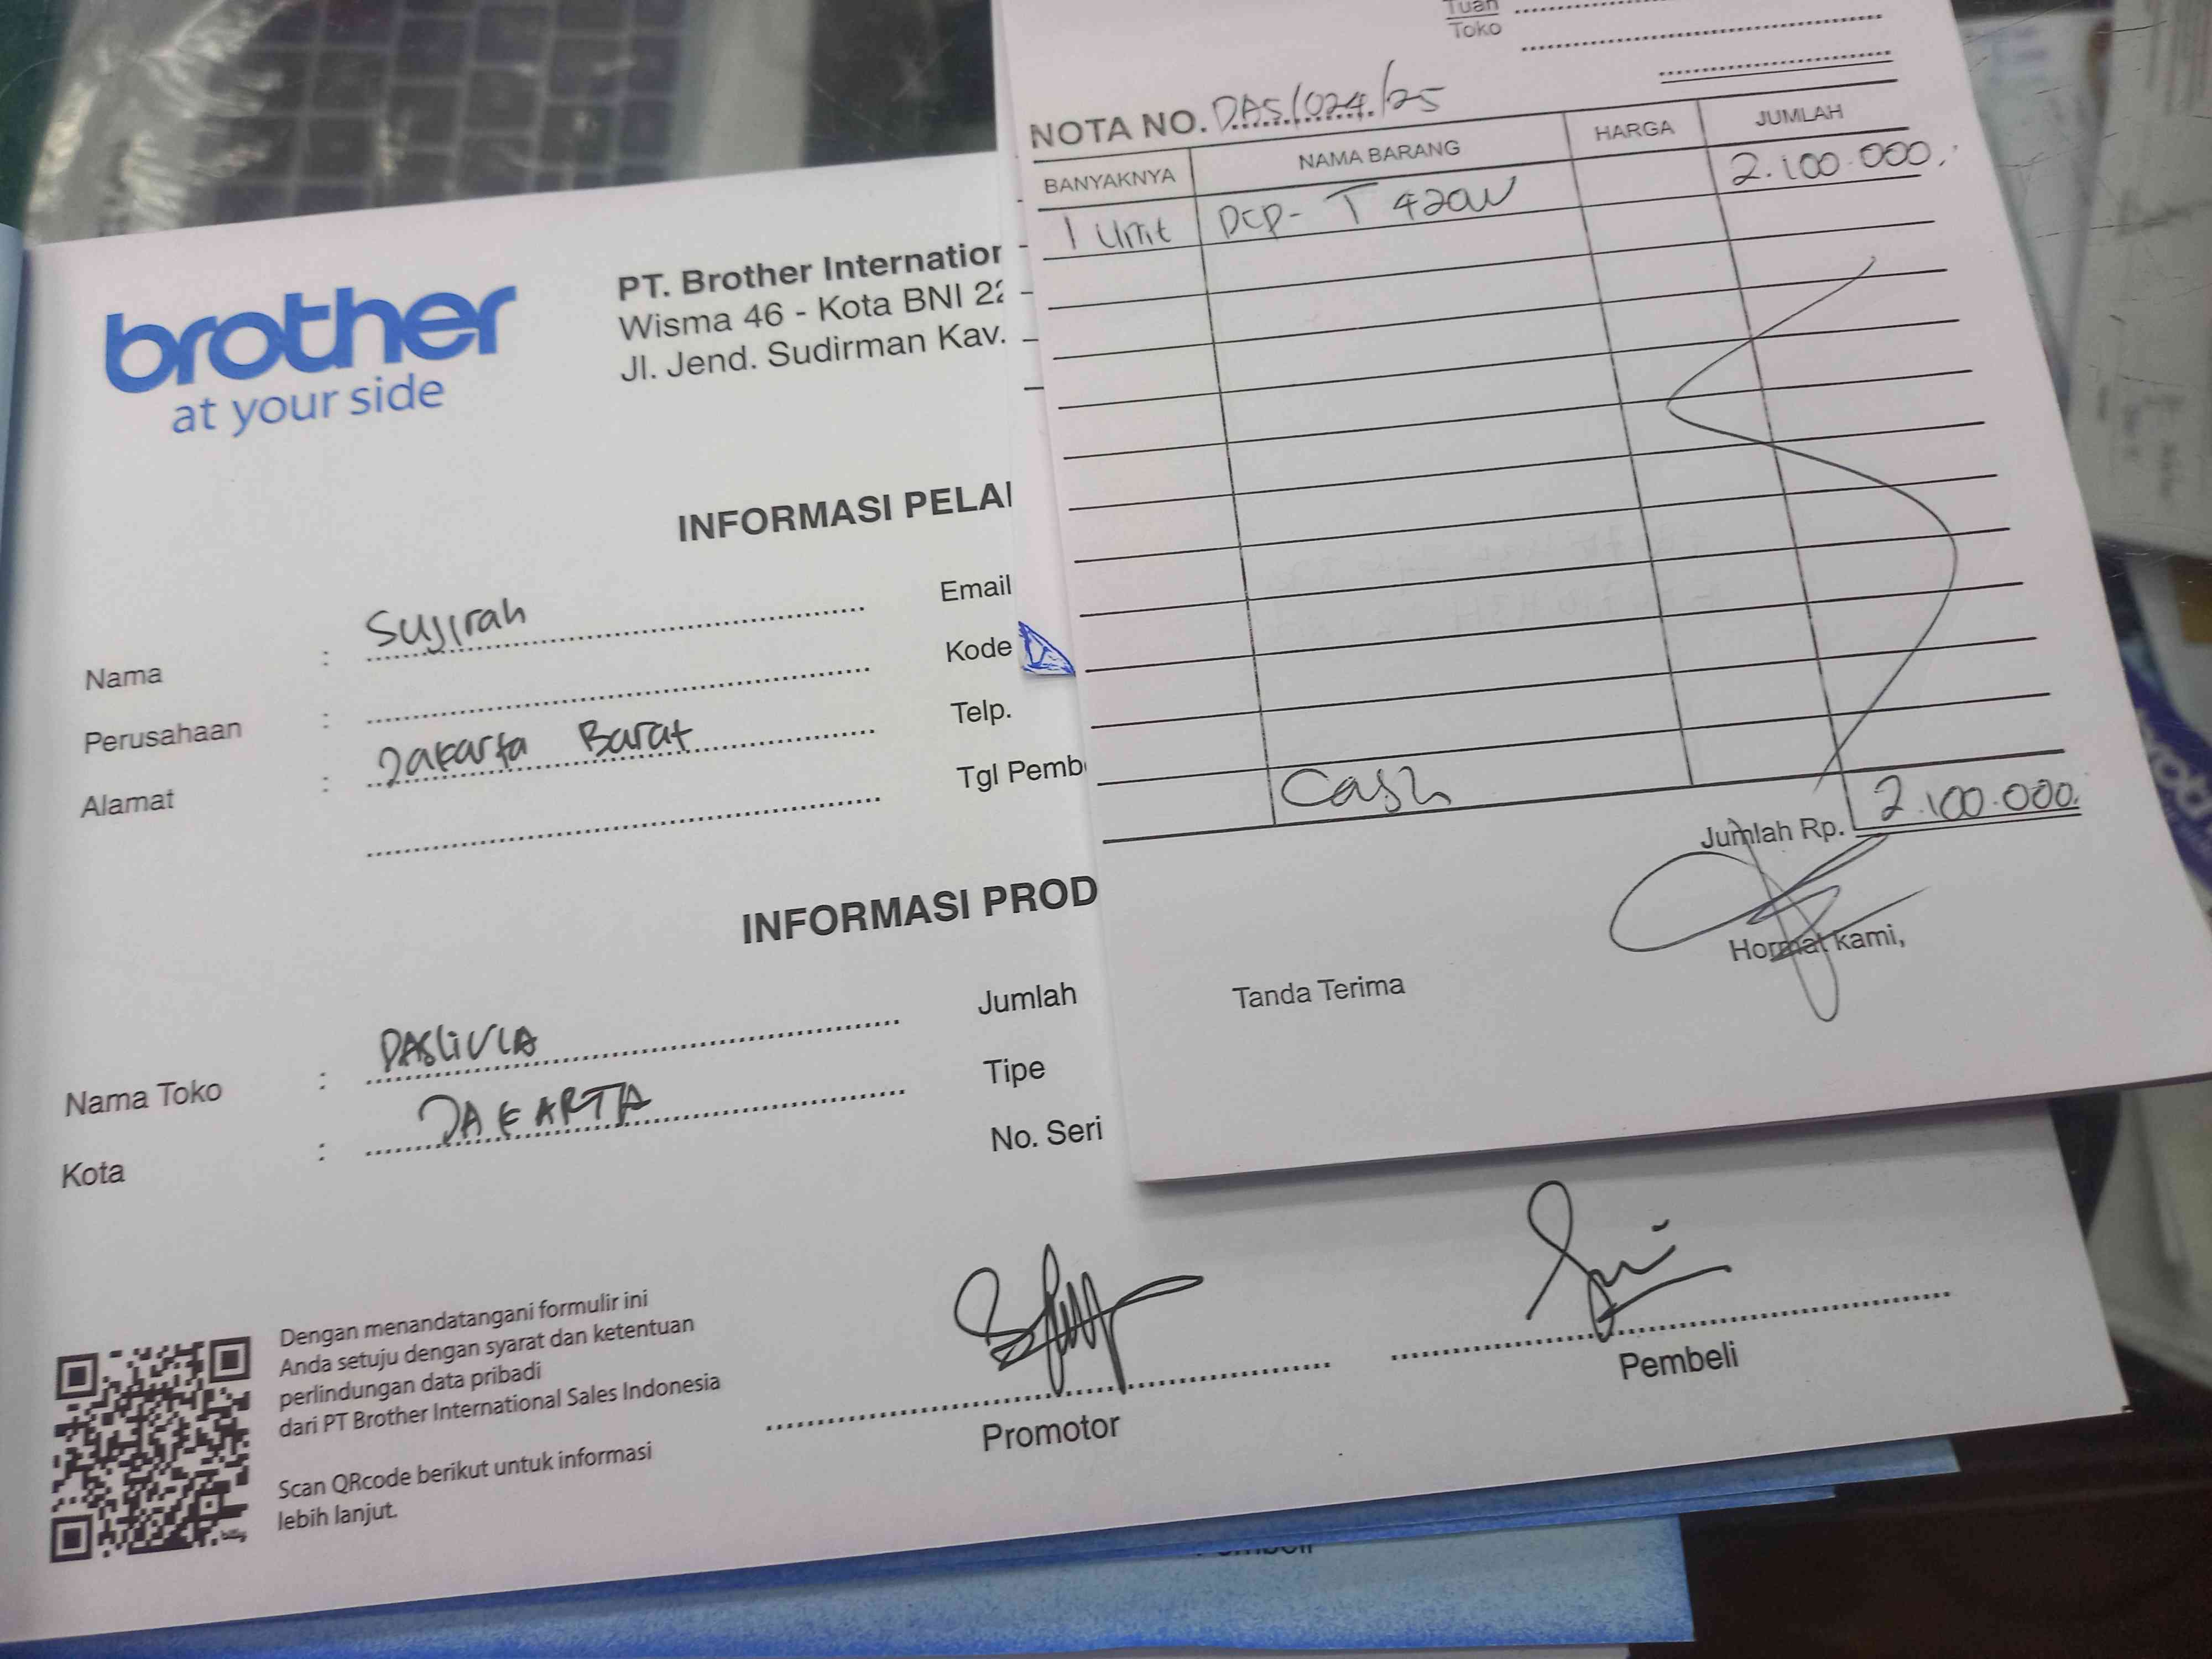 brother
at your side
PT. Brother Internation
Wisma 46 - Kota BNI 22
Jl. Jend. Sudirman Kav.
INFORMASI PELA
Nama : Sujirah
Perusahaan :
Alamat : Jakarta Barat
Email
Kode
Telp.
Tgl Pemb
INFORMASI PROD
Nama Toko : DASLIVIA
Kota : JAKARTA
Jumlah
Tipe
No. Seri
Dengan menandatangani formulir ini
Anda setuju dengan syarat dan ketentuan
perlindungan data pribadi
dari PT Brother International Sales Indonesia
Scan QRcode berikut untuk informasi
lebih lanjut.
Promotor
Pembeli
Tuan
Toko
NOTA NO. DAS/024/25
BANYAKNYA NAMA BARANG HARGA JUMLAH
1 Unit DCP- T 420W 2.100.000,-
Cash
Jumlah Rp. 2.100.000.
Tanda Terima
Hormat kami,